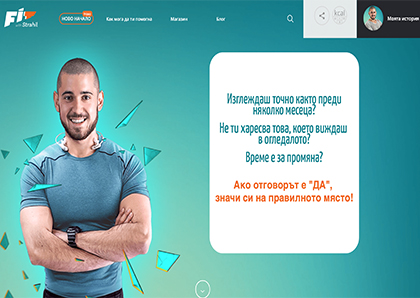 Fit
with Strahil
НОВО НАЧАЛО
Как мога да ти помогна
Магазин
Блог
kcal
Моята история
Изглеждаш точно както преди
няколко месеца?
Не ти харесва това, което виждаш
в огледалото?
Време е за промяна?
Ако отговорът е "ДА",
значи си на правилното място!